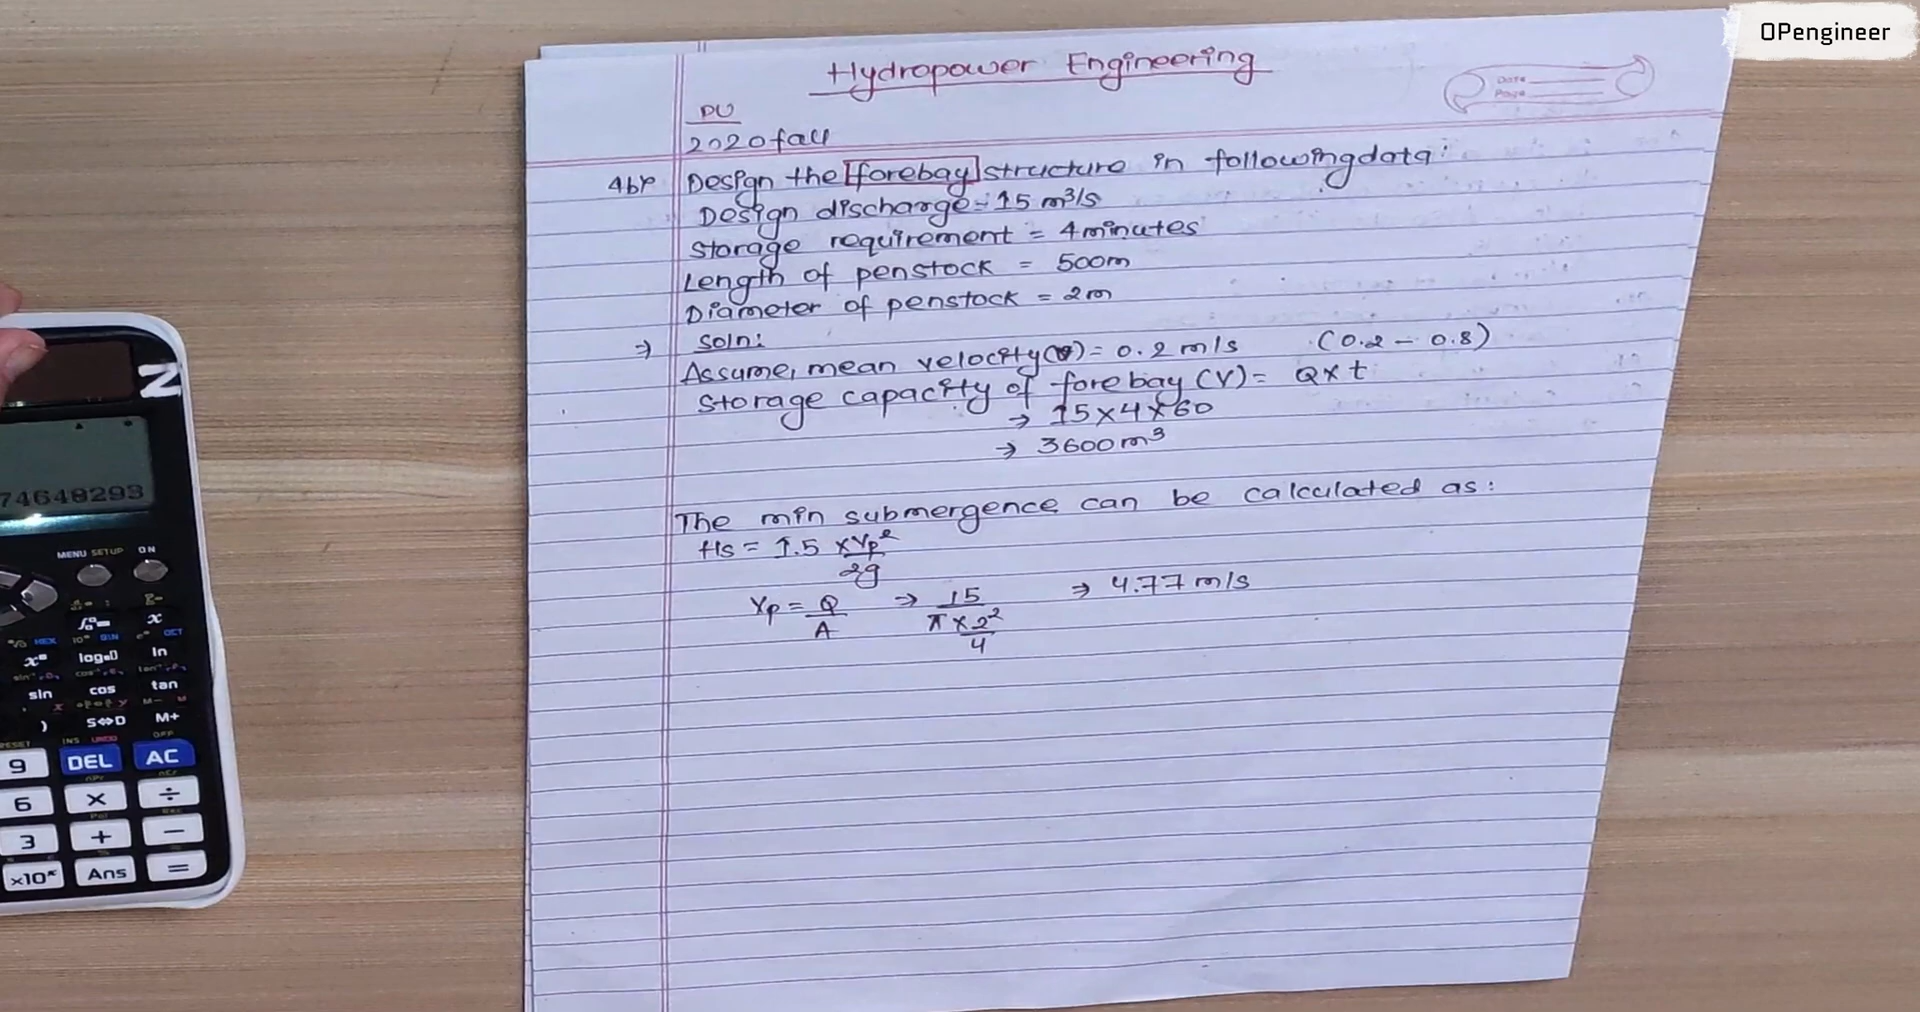 OPengineer
Hydropower Engineering
Date
Page
PU
2020 fall
4b) Design the forebay structure in following data:
Design discharge = 15 m³/s
Storage requirement = 4 minutes
Length of penstock = 500m
Diameter of penstock = 2m
⇒ Soln:
Assume, mean velocity (v) = 0.2 m/s (0.2 - 0.8)
Storage capacity of forebay (V) = Q × t
→ 15 × 4 × 60
→ 3600 m³
The min submergence can be calculated as:
Hs = 1.5 × Vp²/2g
Vp = Q/A → 15/(π × 2²/4) ⇒ 4.77 m/s
74648293
MENU SETUP ON
x
log ln
sin cos tan
) S⇔D M+
9 DEL AC
6 × ÷
3 + −
×10ˣ Ans =